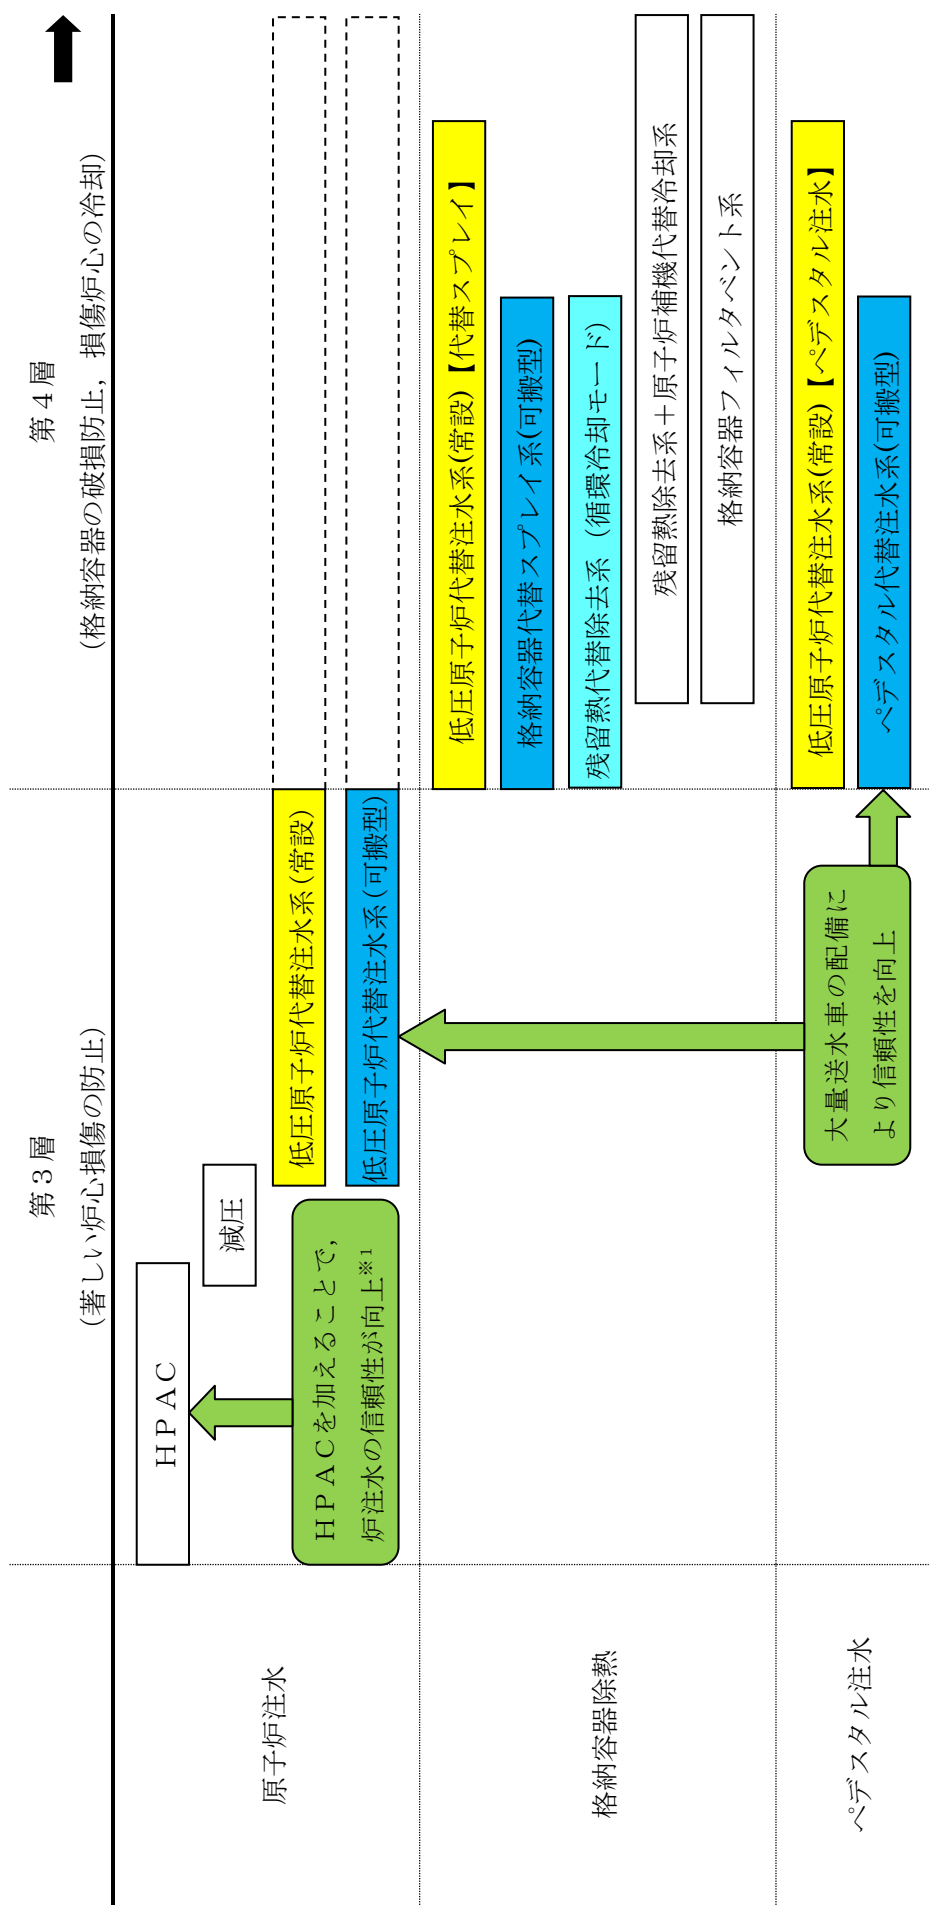 第３層
(著しい炉心損傷の防止)
第４層
(格納容器の破損防止，損傷炉心の冷却)
原子炉注水
ＨＰＡＣ
減圧
低圧原子炉代替注水系(常設)
低圧原子炉代替注水系(可搬型)
ＨＰＡＣを加えることで，
炉注水の信頼性が向上※1
格納容器除熱
低圧原子炉代替注水系(常設)【代替スプレイ】
格納容器代替スプレイ系(可搬型)
残留熱代替除去系（循環冷却モード）
残留熱除去系＋原子炉補機代替冷却系
格納容器フィルタベント系
ペデスタル注水
大量送水車の配備に
より信頼性を向上
低圧原子炉代替注水系(常設)【ペデスタル注水】
ペデスタル代替注水系(可搬型)